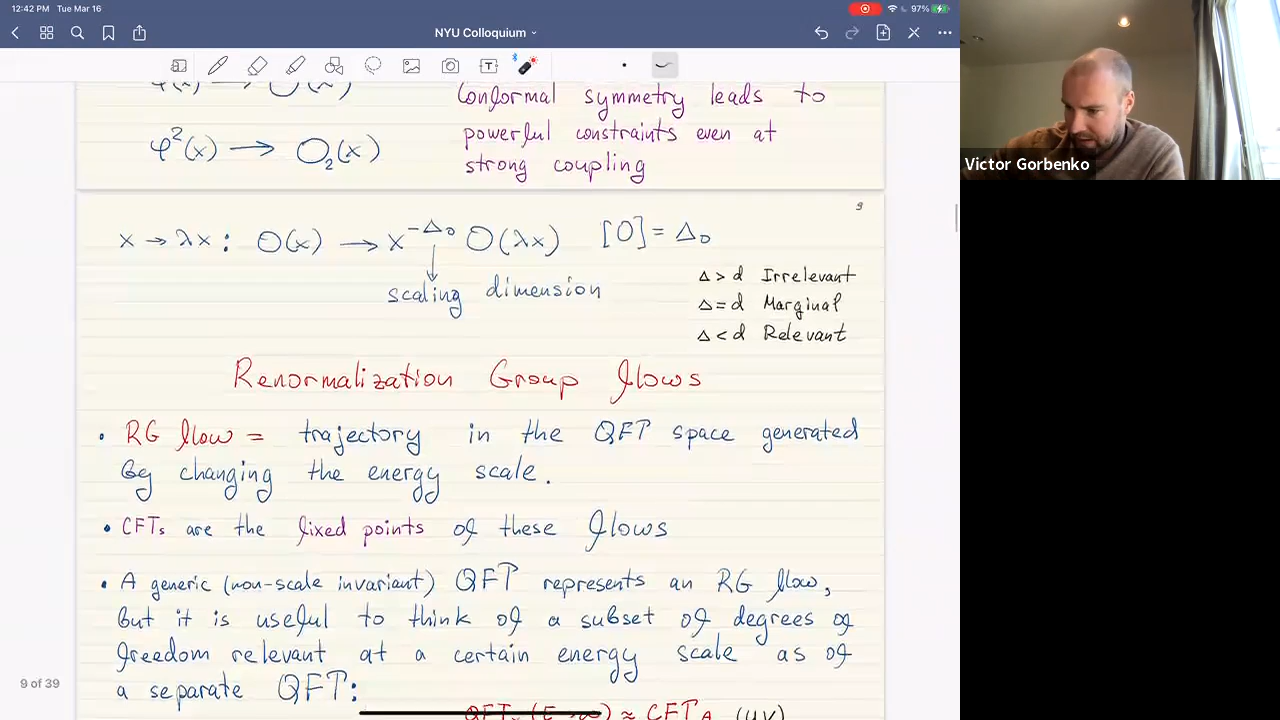 12:42 PM Tue Mar 16
97%
NYU Colloquium
Conformal symmetry leads to
powerful constraints even at
strong coupling
φ²(x) → O₂(x)
9
x → λx : O(x) → x^{-Δ_O} O(λx) [O] = Δ_O
scaling dimension
Δ > d Irrelevant
Δ = d Marginal
Δ < d Relevant
Renormalization Group flows
• RG flow = trajectory in the QFT space generated
by changing the energy scale.
• CFTs are the fixed points of these flows
• A generic (non-scale invariant) QFT represents an RG flow,
but it is useful to think of a subset of degrees of
freedom relevant at a certain energy scale as of
a separate QFT:
9 of 39
Victor Gorbenko